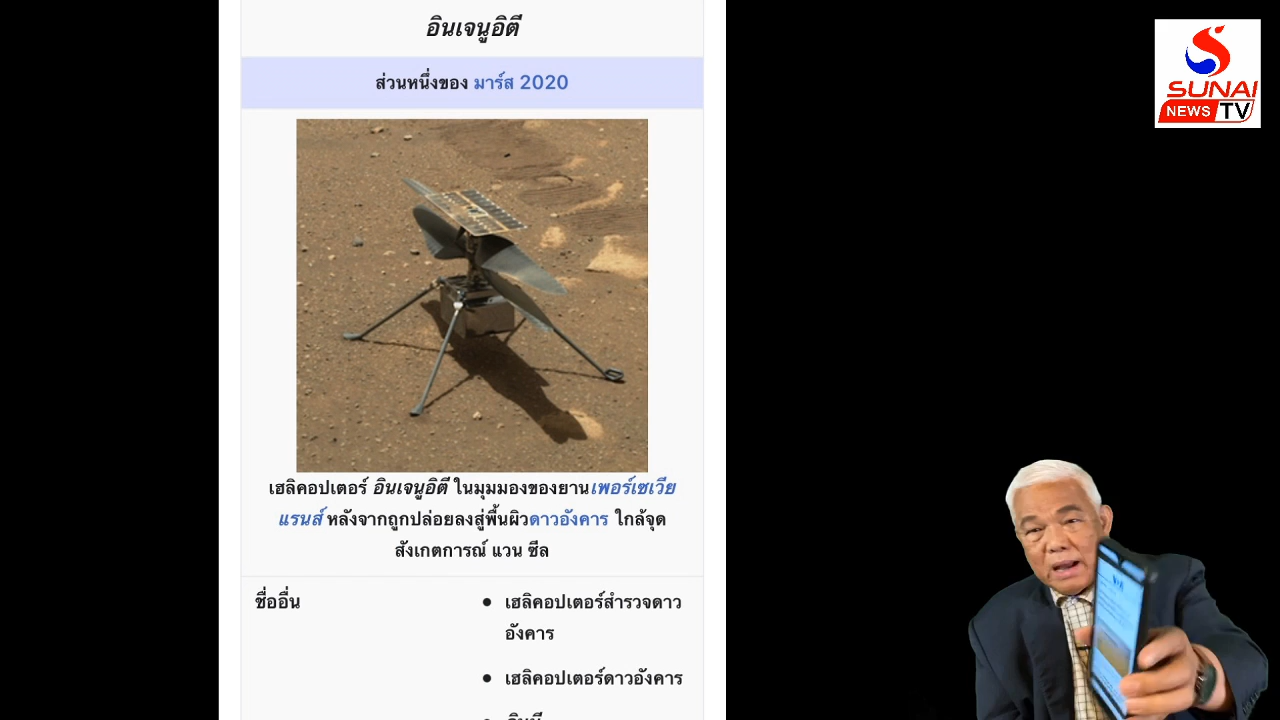 อินเจนูอิตี
ส่วนหนึ่งของ มาร์ส 2020
เฮลิคอปเตอร์ อินเจนูอิตี ในมุมมองของยานเพอร์เซเวีย
แรนส์ หลังจากถูกปล่อยลงสู่พื้นผิวดาวอังคาร ใกล้จุด
สังเกตการณ์ แวน ซีล
ชื่ออื่น
• เฮลิคอปเตอร์สำรวจดาว
อังคาร
• เฮลิคอปเตอร์ดาวอังคาร
SUNAI
NEWS TV